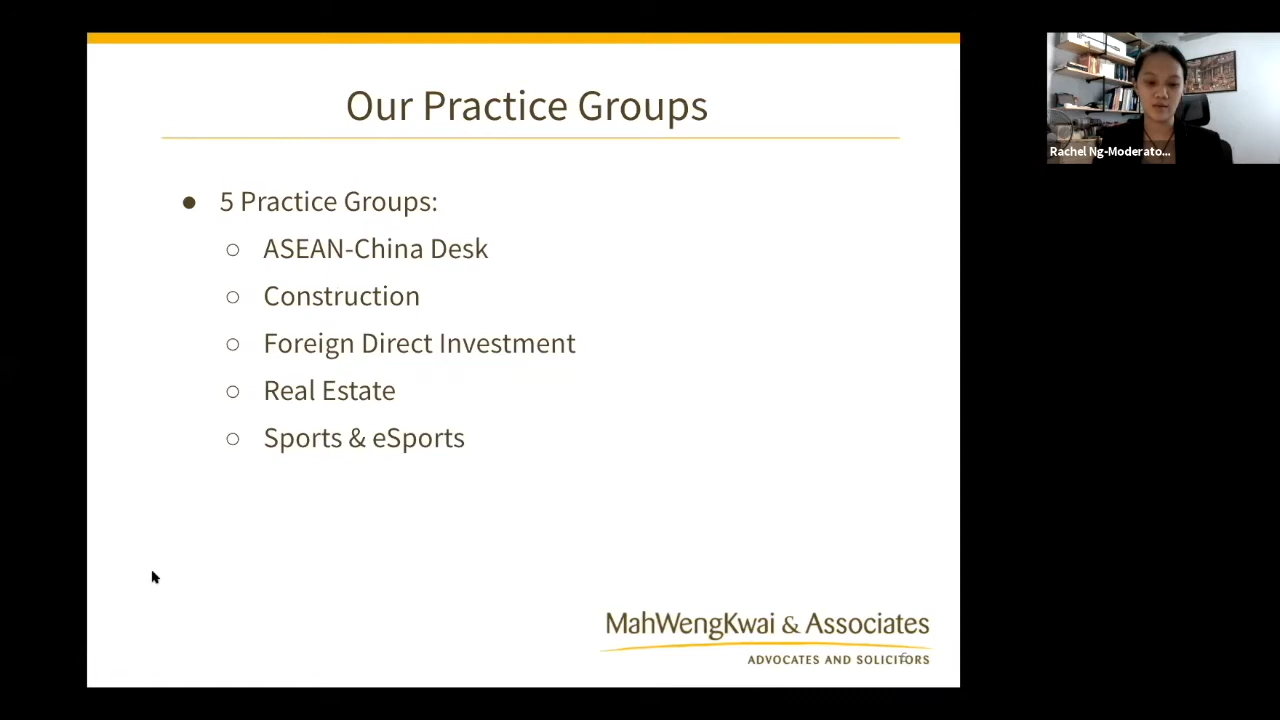 Our Practice Groups
● 5 Practice Groups:
○ ASEAN-China Desk
○ Construction
○ Foreign Direct Investment
○ Real Estate
○ Sports & eSports
MahWengKwai & Associates
ADVOCATES AND SOLICITORS
Rachel Ng-Moderato...